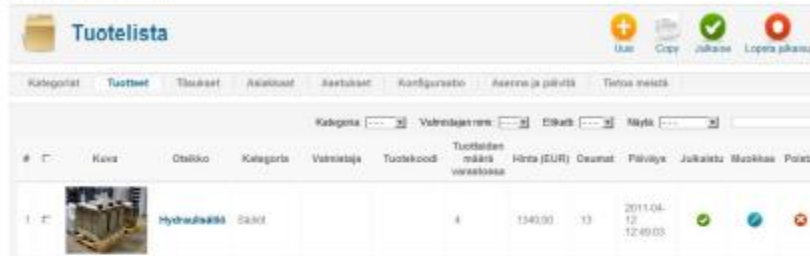 Tuotelista
Uusi Copy Julkaise Lopeta julkaisu
Kategoriat Tuotteet Tilaukset Asiakkaat Asetukset Konfiguraatio Asenna ja päivitä Tietoa meistä
Kategoria: --- Valmistajan nimi: --- Etiketti: --- Näytä: ---
# Kuva Otsikko Kategoria Valmistaja Tuotekoodi Tuotteiden määrä varastossa Hinta (EUR) Osumat Päiväys Julkaistu Muokkaa Poista
1 Hydraulisäiliö Säiliöt 4 1340,00 13 2011-04-12 12:49:03